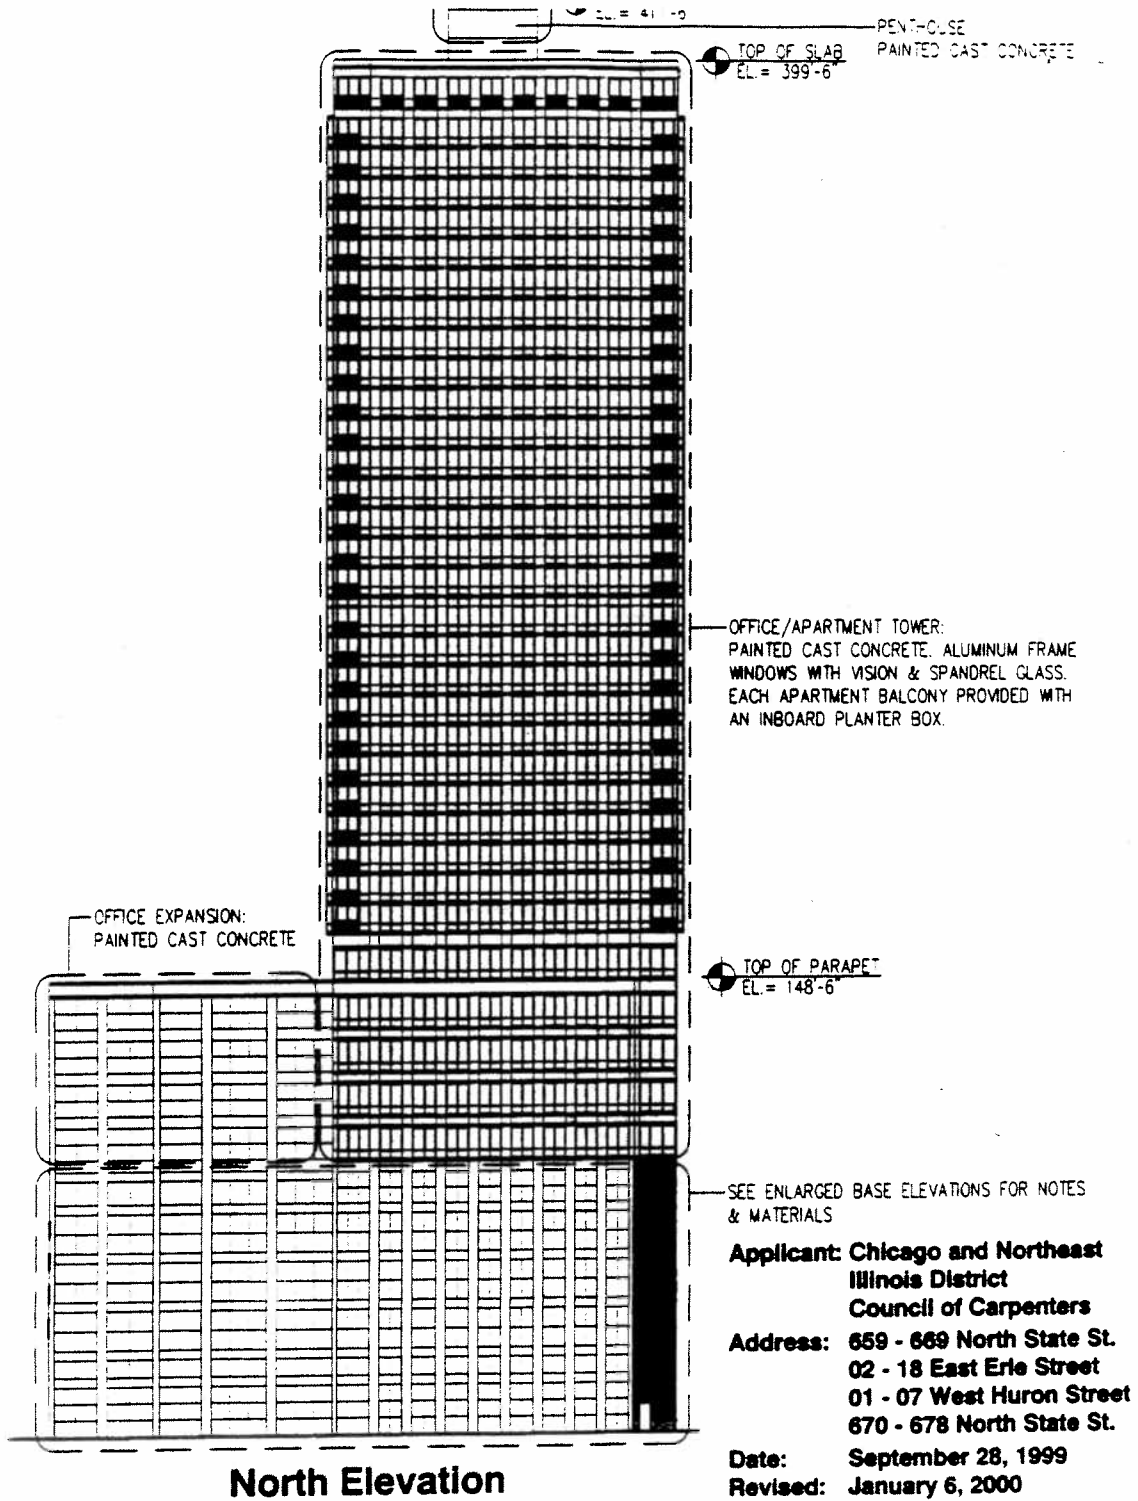 PENTHOUSE
PAINTED CAST CONCRETE
TOP OF SLAB
EL.= 399'-6"
OFFICE/APARTMENT TOWER:
PAINTED CAST CONCRETE. ALUMINUM FRAME
WINDOWS WITH VISION & SPANDREL GLASS.
EACH APARTMENT BALCONY PROVIDED WITH
AN INBOARD PLANTER BOX.
OFFICE EXPANSION:
PAINTED CAST CONCRETE
TOP OF PARAPET
EL.= 148'-6"
SEE ENLARGED BASE ELEVATIONS FOR NOTES
& MATERIALS
Applicant: Chicago and Northeast
Illinois District
Council of Carpenters
Address: 659 - 669 North State St.
02 - 18 East Erie Street
01 - 07 West Huron Street
670 - 678 North State St.
Date: September 28, 1999
Revised: January 6, 2000
North Elevation